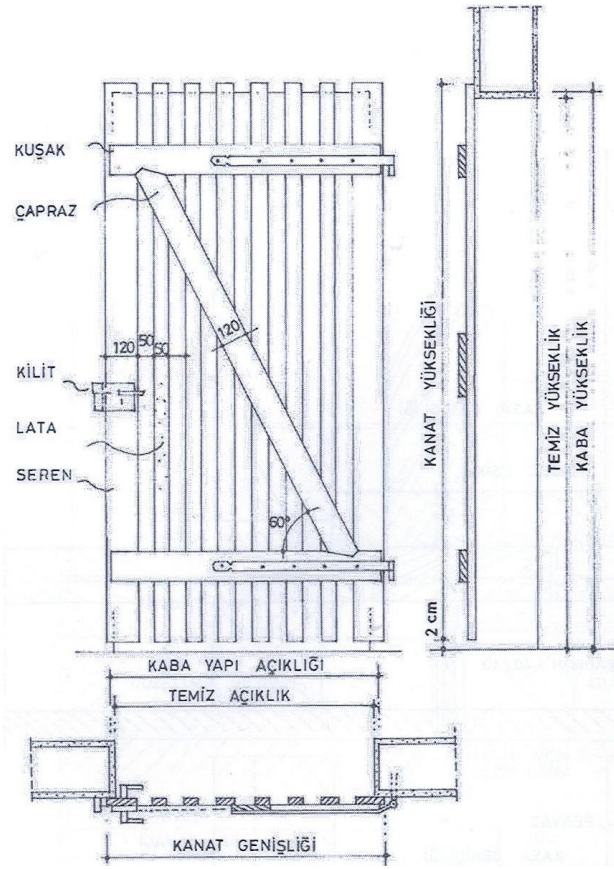 KUŞAK
ÇAPRAZ
120
50
50
120
KİLİT
LATA
SEREN
60°
KANAT YÜKSEKLİĞİ
TEMİZ YÜKSEKLİK
KABA YÜKSEKLİK
2 cm
KABA YAPI AÇIKLIĞI
TEMİZ AÇIKLIK
KANAT GENİŞLİĞİ